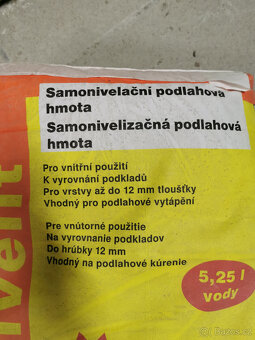 Samonivelační podlahová
hmota
Samonivelizačná podlahová
hmota
Pro vnitřní použití
K vyrovnání podkladů
Pro vrstvy až do 12 mm tloušťky
Vhodný pro podlahové vytápění
Pre vnútorné použitie
Na vyrovnanie podkladov
Do hrúbky 12 mm
Vhodný na podlahové kúrenie
5,25 l
Vody